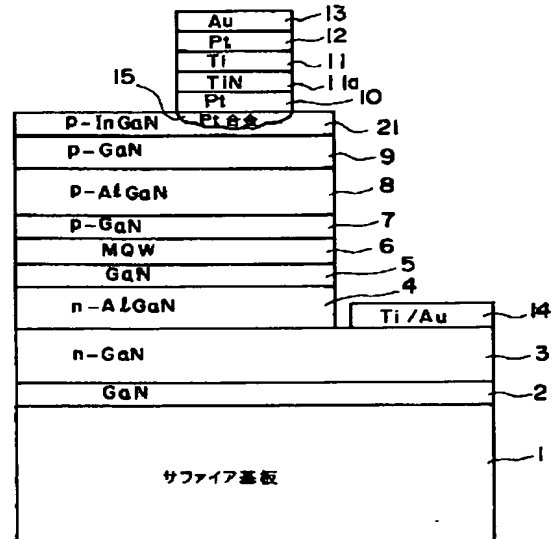 Au 13
Pt 12
Ti 11
TiN 11a
Pt 10
15 Pt合金
p-InGaN 21
p-GaN 9
p-AlGaN 8
p-GaN 7
MQW 6
GaN 5
n-AlGaN 4
Ti/Au 14
n-GaN 3
GaN 2
サファイア基板 1